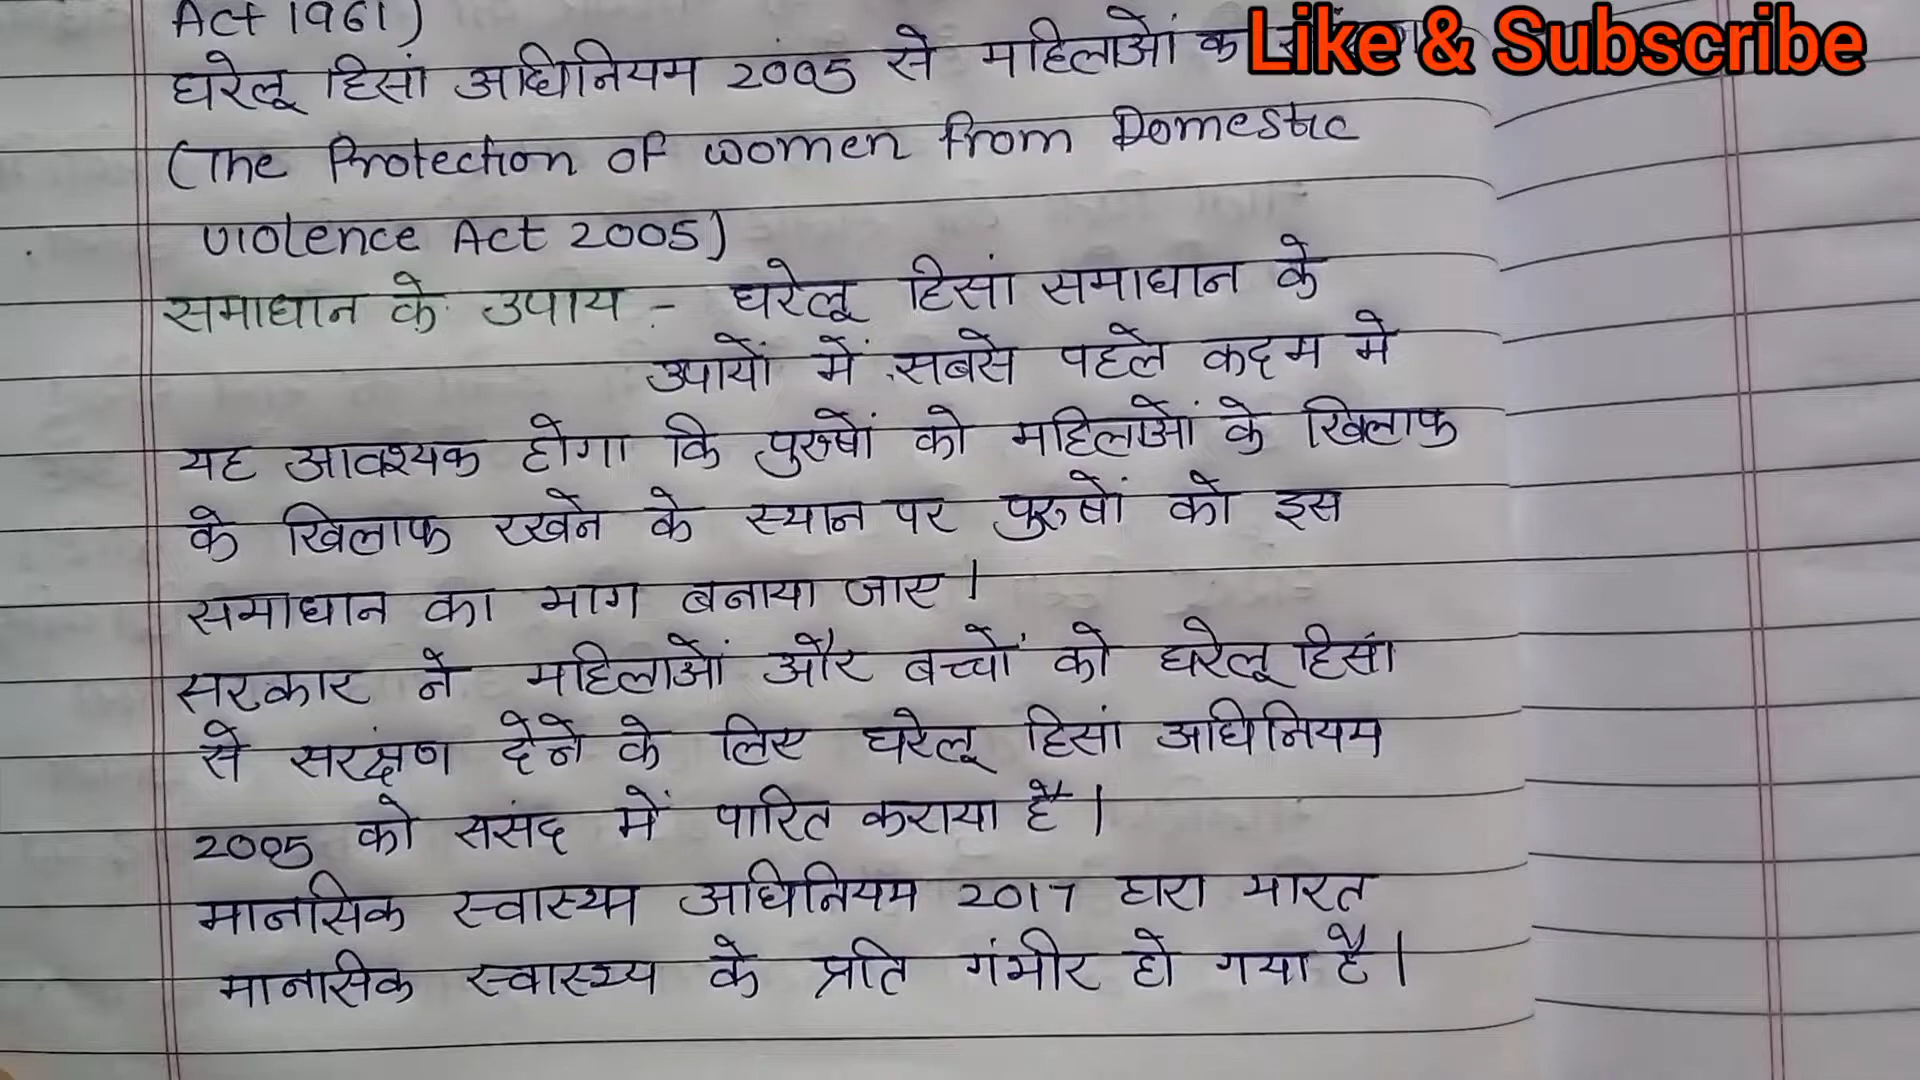 Act 1961)
Like & Subscribe
घरेलू हिसां अधिनियम 2005 से महिलाओं क
(The Protection of women from Domestic
violence Act 2005)
समाधान के उपाय - घरेलू हिसां समाधान के
उपायों में सबसे पहले कदम मे
यह आवश्यक होगा कि पुरुषों को महिलाओं के खिलाफ
के खिलाफ रखने के स्थान पर पुरुषों को इस
समाधान का भाग बनाया जाए।
सरकार ने महिलाओं और बच्चों को घरेलू हिसां
से सरंक्षण देने के लिए घरेलू हिसां अधिनियम
2005 को ससंद में पारित कराया है।
मानसिक स्वास्थ्य अधिनियम 2017 द्वारा भारत
मानसिक स्वास्थ्य के प्रति गंभीर हो गया है।